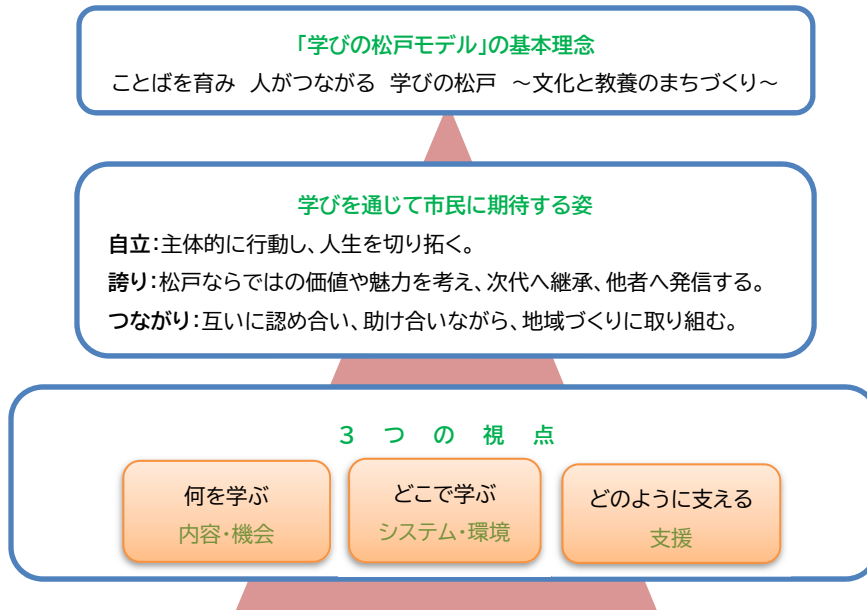 「学びの松戸モデル」の基本理念
ことばを育み 人がつながる 学びの松戸 ～文化と教養のまちづくり～
学びを通じて市民に期待する姿
自立：主体的に行動し、人生を切り拓く。
誇り：松戸ならではの価値や魅力を考え、次代へ継承、他者へ発信する。
つながり：互いに認め合い、助け合いながら、地域づくりに取り組む。
３ つ の 視 点
何を学ぶ
内容・機会
どこで学ぶ
システム・環境
どのように支える
支援